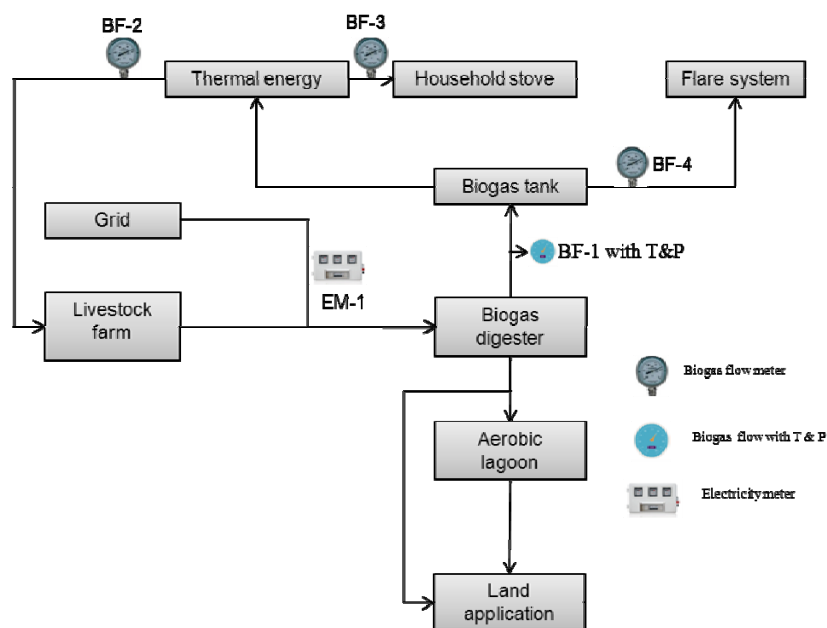 BF-2
BF-3
Thermal energy
Household stove
Flare system
BF-4
Biogas tank
Grid
BF-1 with T&P
EM-1
Livestock
farm
Biogas
digester
Biogas flow meter
Aerobic
lagoon
Biogas flow with T & P
Electricity meter
Land
application